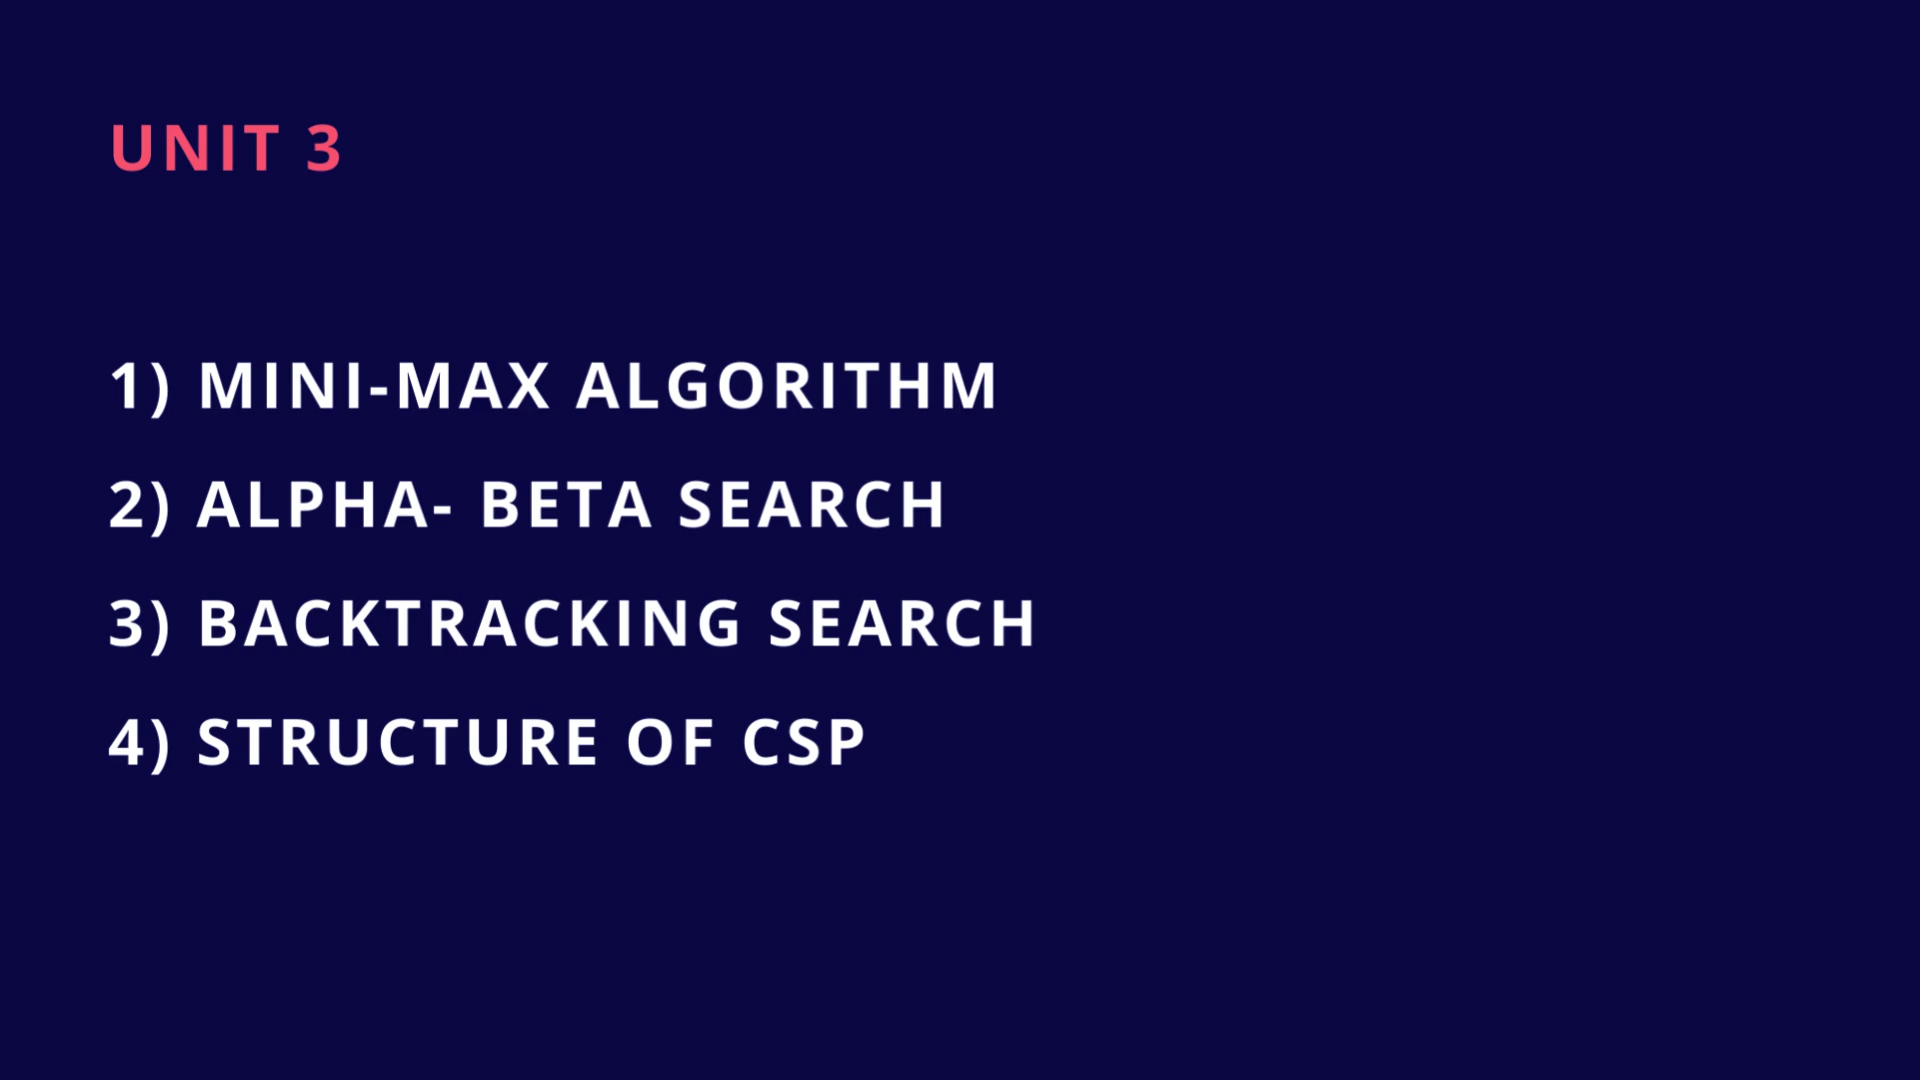 UNIT 3
1) MINI-MAX ALGORITHM
2) ALPHA- BETA SEARCH
3) BACKTRACKING SEARCH
4) STRUCTURE OF CSP